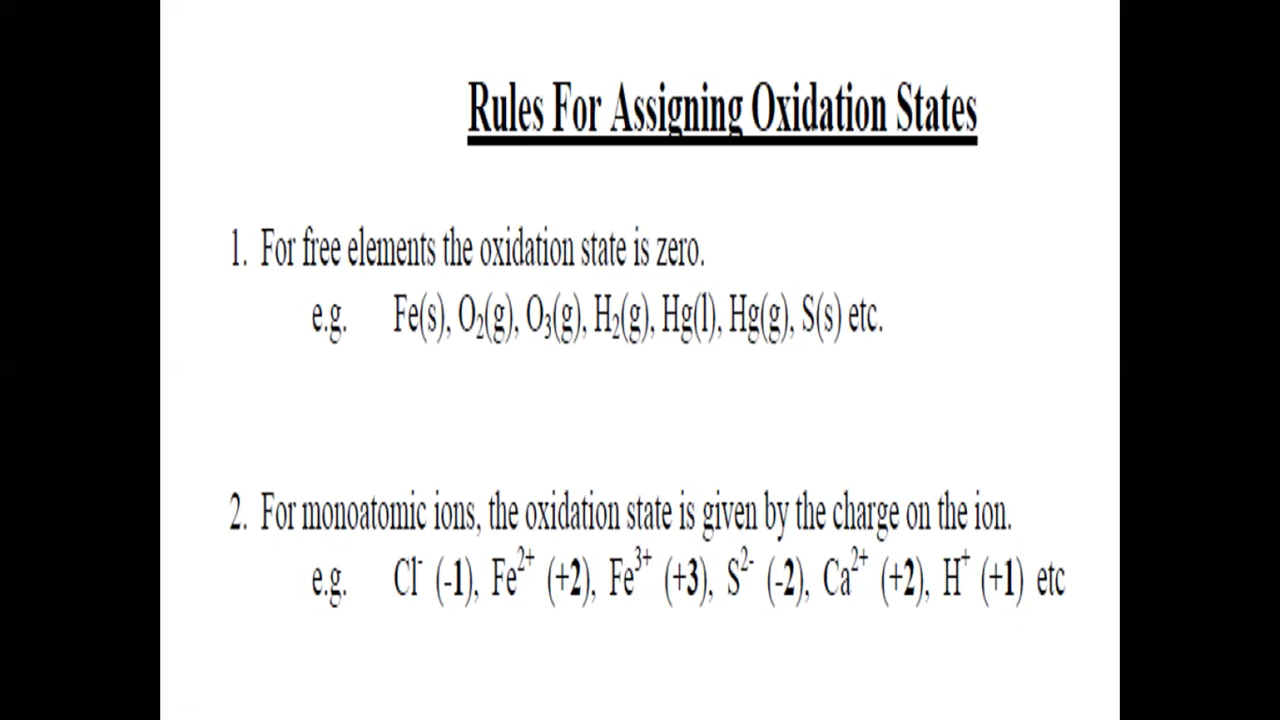 Rules For Assigning Oxidation States
1. For free elements the oxidation state is zero.
e.g. Fe(s), O₂(g), O₃(g), H₂(g), Hg(l), Hg(g), S(s) etc.
2. For monoatomic ions, the oxidation state is given by the charge on the ion.
e.g. Cl⁻ (-1), Fe²⁺ (+2), Fe³⁺ (+3), S²⁻ (-2), Ca²⁺ (+2), H⁺ (+1) etc